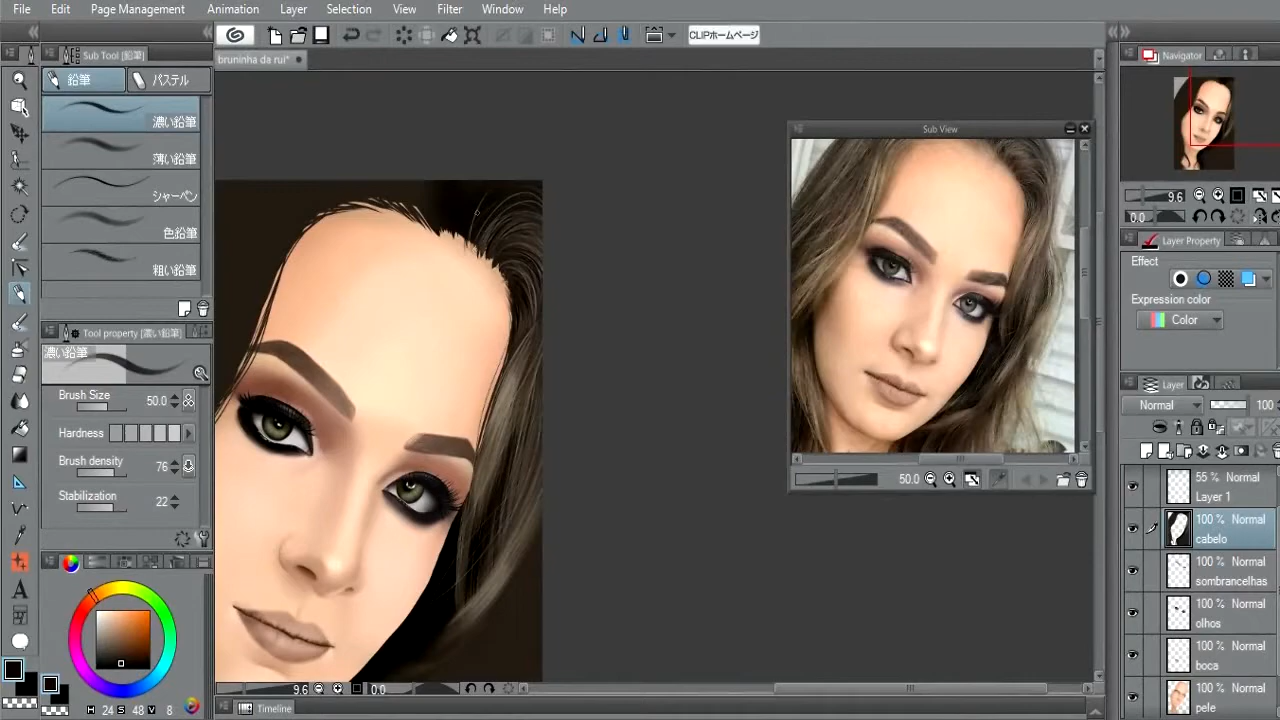 File Edit Page Management Animation Layer Selection View Filter Window Help
CLIPホームページ
Sub Tool [鉛筆]
bruninha da rui*
Navigator
鉛筆 パステル
濃い鉛筆
薄い鉛筆
シャーペン
色鉛筆
粗い鉛筆
Sub View
50.0
9.6
0.0
Layer Property
Effect
Expression color
Color
Tool property [濃い鉛筆]
濃い鉛筆
Brush Size 50.0
Hardness
Brush density 76
Stabilization 22
Layer
Normal 100
55 % Normal
Layer 1
100 % Normal
cabelo
100 % Normal
sombrancelhas
100 % Normal
olhos
100 % Normal
boca
100 % Normal
pele
A
H 24 S 48 V 8
9.6 0.0
Timeline